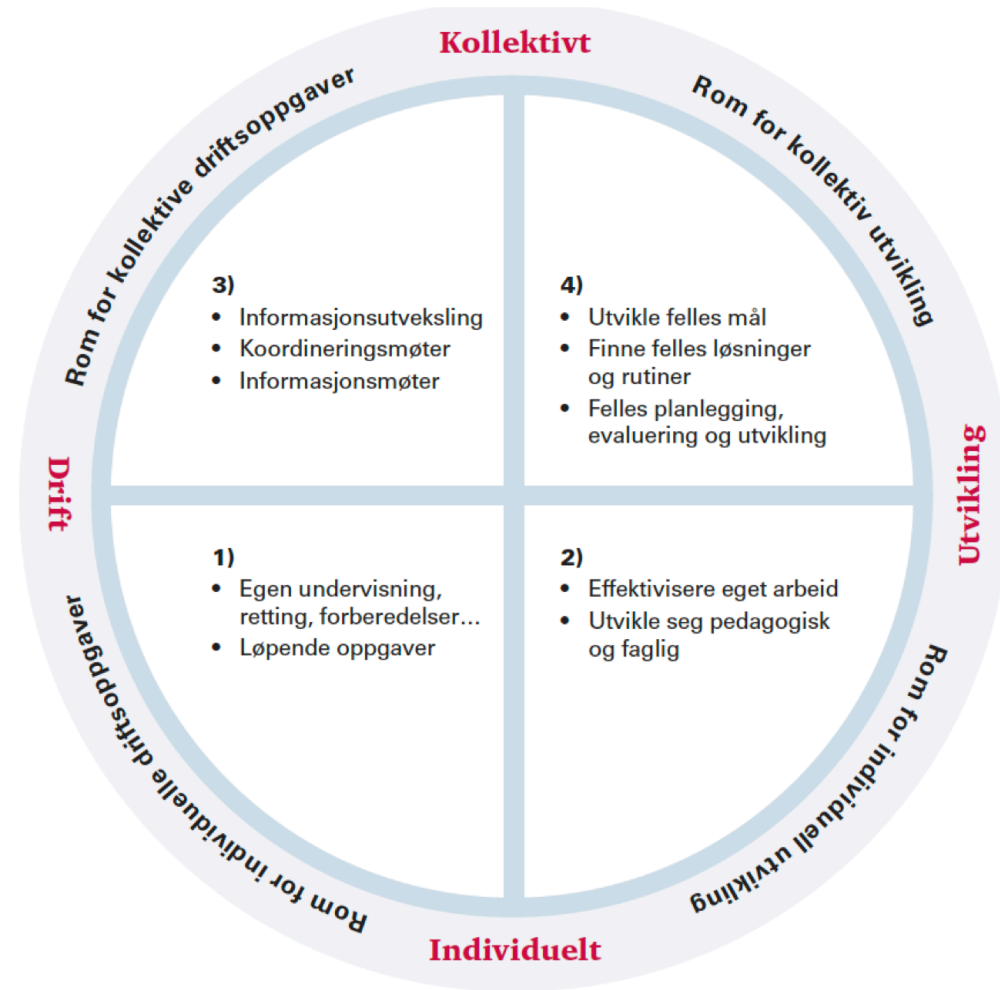 Kollektivt
Rom for kollektive driftsoppgaver
Rom for kollektiv utvikling
3)
• Informasjonsutveksling
• Koordineringsmøter
• Informasjonsmøter
4)
• Utvikle felles mål
• Finne felles løsninger
og rutiner
• Felles planlegging,
evaluering og utvikling
Drift
Utvikling
1)
• Egen undervisning,
retting, forberedelser...
• Løpende oppgaver
2)
• Effektivisere eget arbeid
• Utvikle seg pedagogisk
og faglig
Rom for individuelle driftsoppgaver
Rom for individuell utvikling
Individuelt